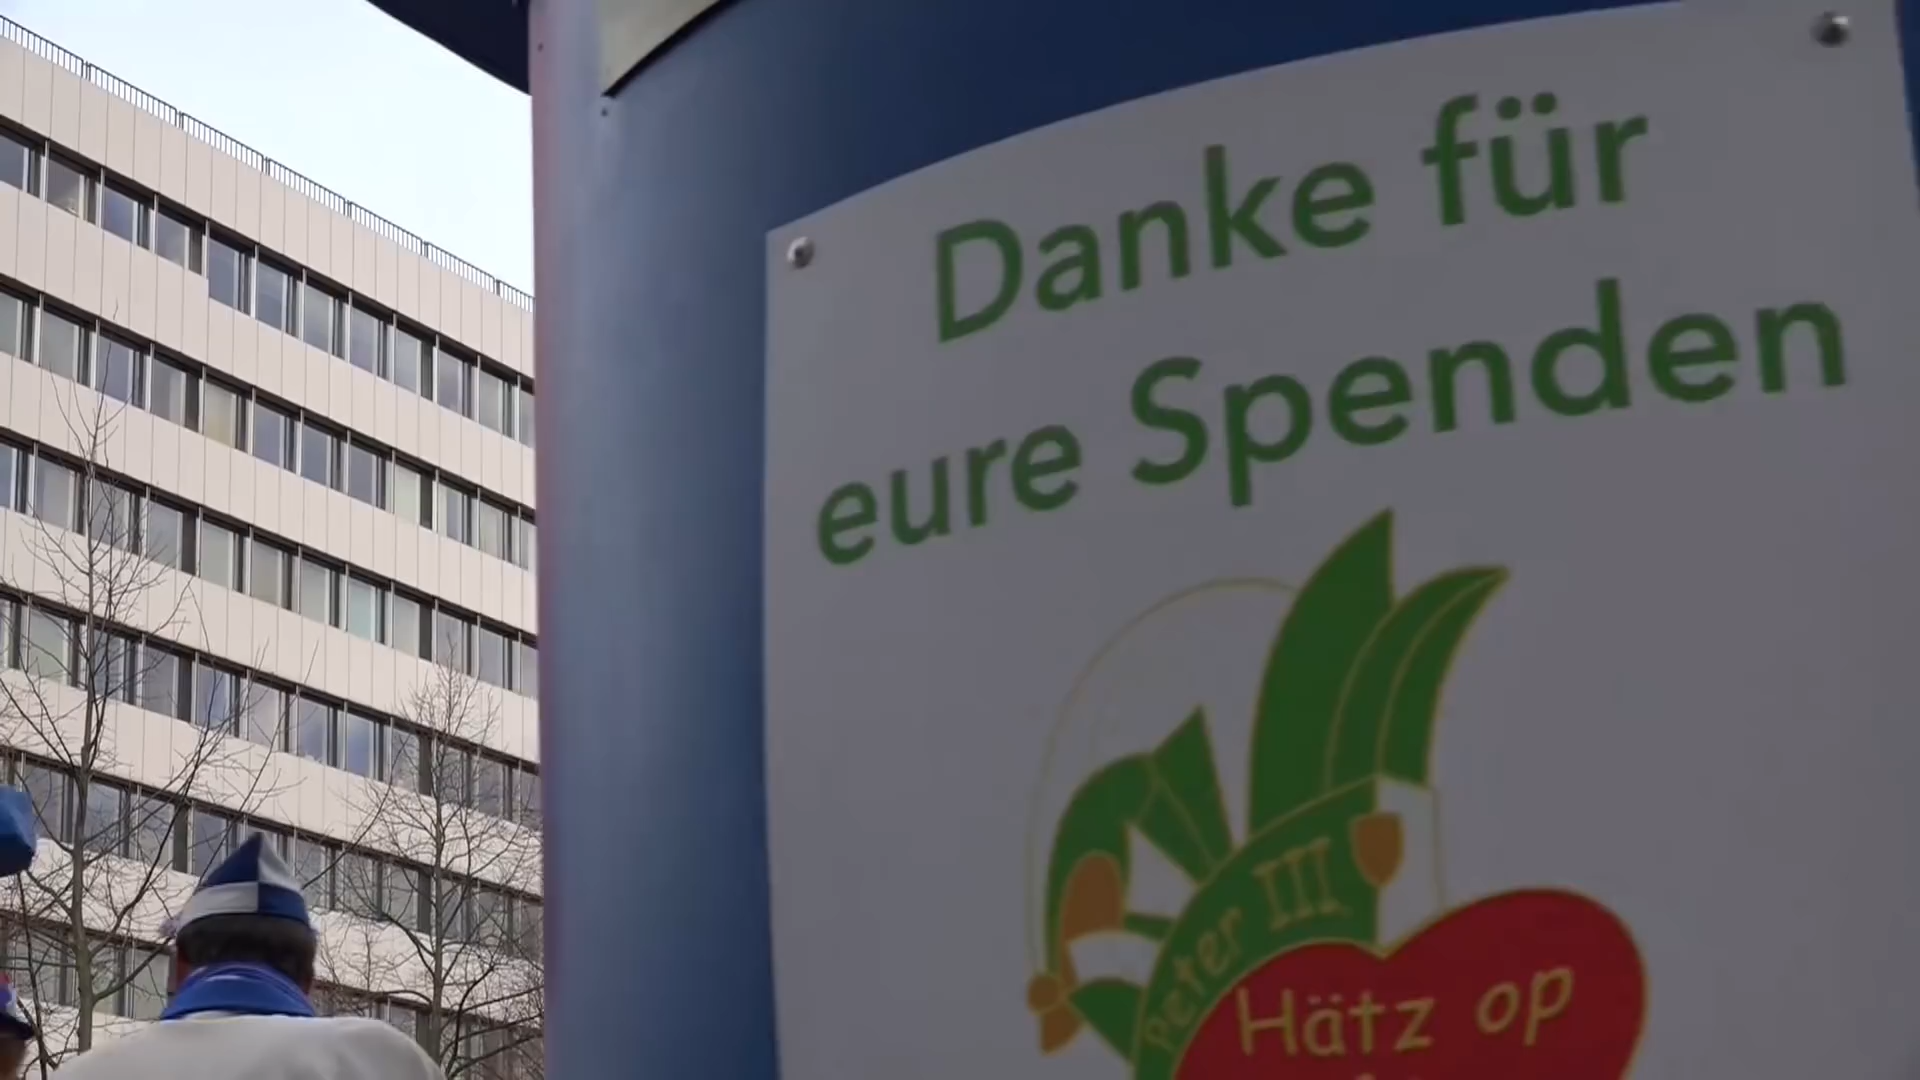 Danke für
eure Spenden
Peter III
Hätz op